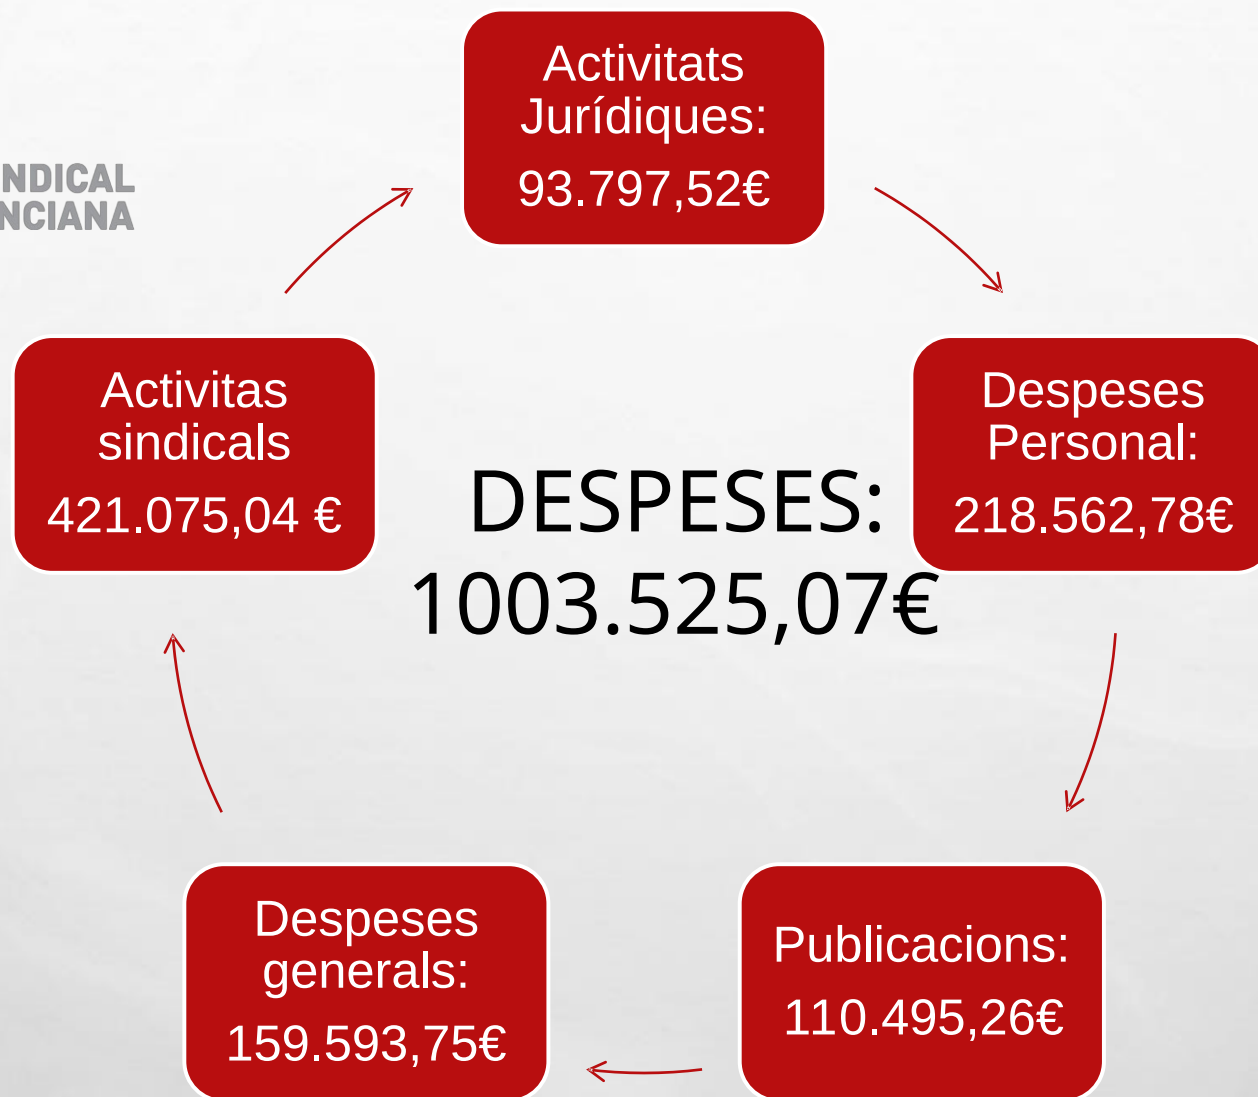 Activitats
Jurídiques:
93.797,52€
NDICAL
NCIANA
Activitas
sindicals
421.075,04 €
Despeses
Personal:
218.562,78€
DESPESES:
1003.525,07€
Despeses
generals:
159.593,75€
Publicacions:
110.495,26€